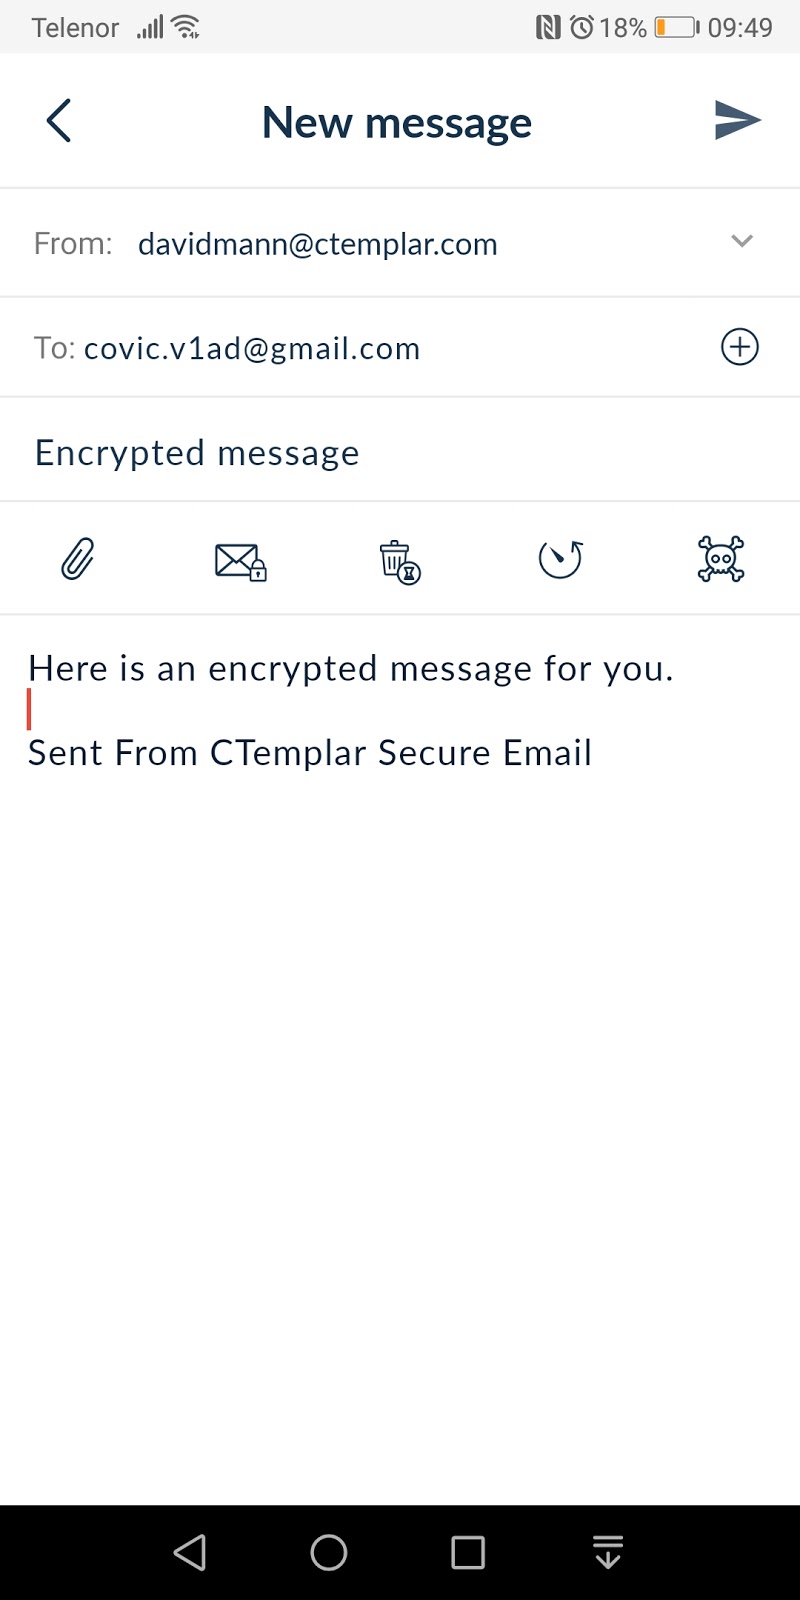 Telenor 18% 09:49
New message
From: davidmann@ctemplar.com
To: covic.v1ad@gmail.com
Encrypted message
Here is an encrypted message for you.
Sent From CTemplar Secure Email